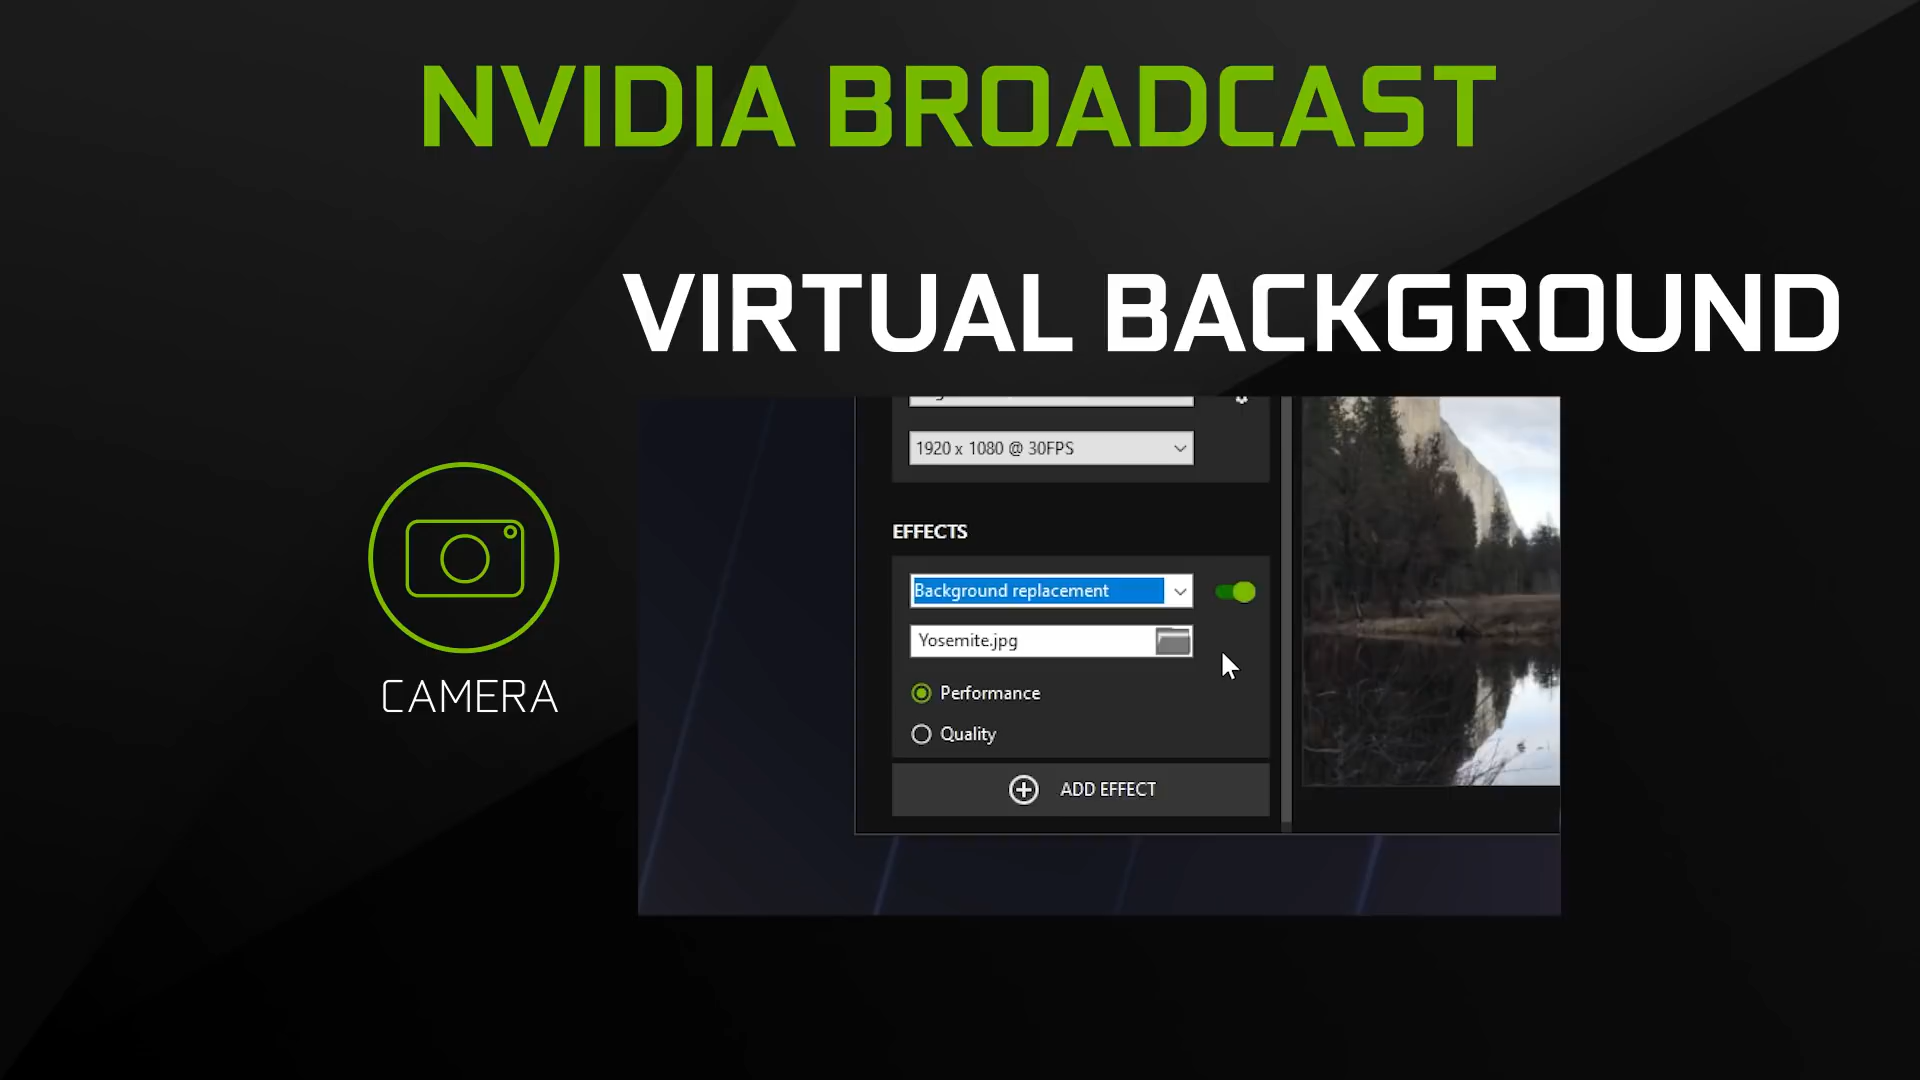 NVIDIA BROADCAST
VIRTUAL BACKGROUND
1920 x 1080 @ 30FPS
EFFECTS
Background replacement
Yosemite.jpg
Performance
Quality
ADD EFFECT
CAMERA